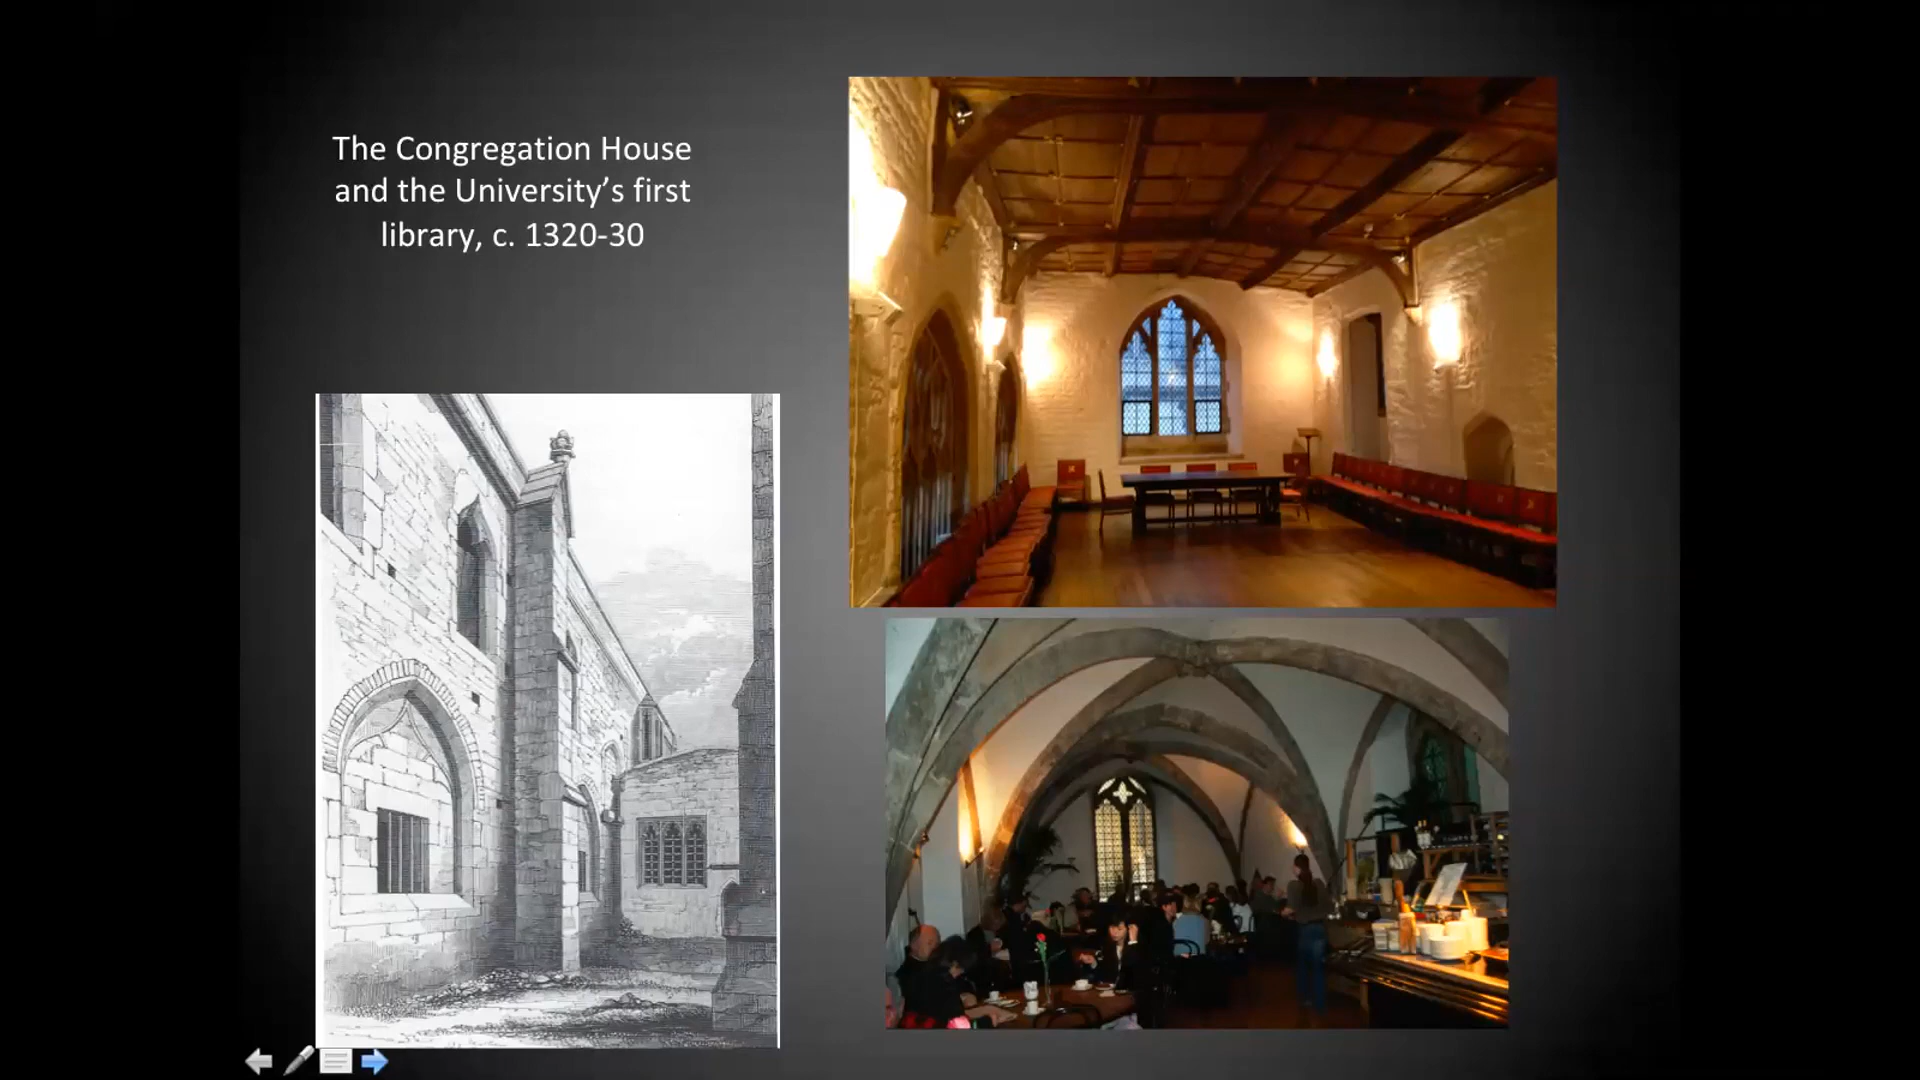 The Congregation House
and the University’s first
library, c. 1320-30